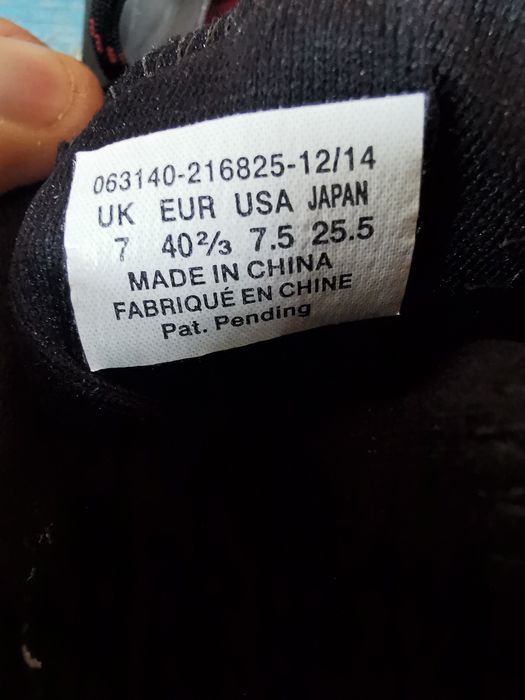 063140-216825-12/14
UK EUR USA JAPAN
7 40⅔ 7.5 25.5
MADE IN CHINA
FABRIQUÉ EN CHINE
Pat. Pending